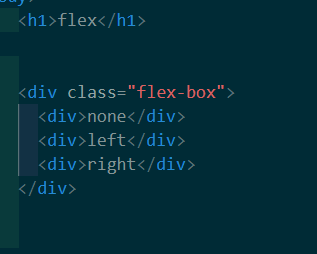 <h1>flex</h1>
<div class="flex-box">
<div>none</div>
<div>left</div>
<div>right</div>
</div>